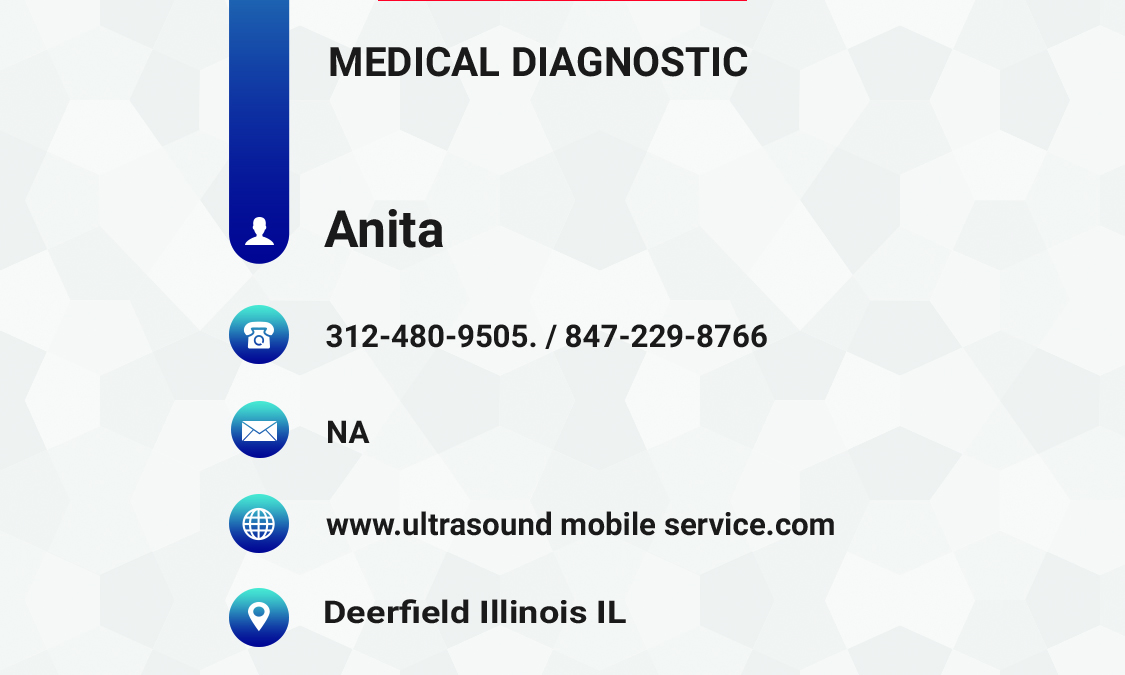 MEDICAL DIAGNOSTIC
Anita
312-480-9505. / 847-229-8766
NA
www.ultrasound mobile service.com
Deerfield Illinois IL